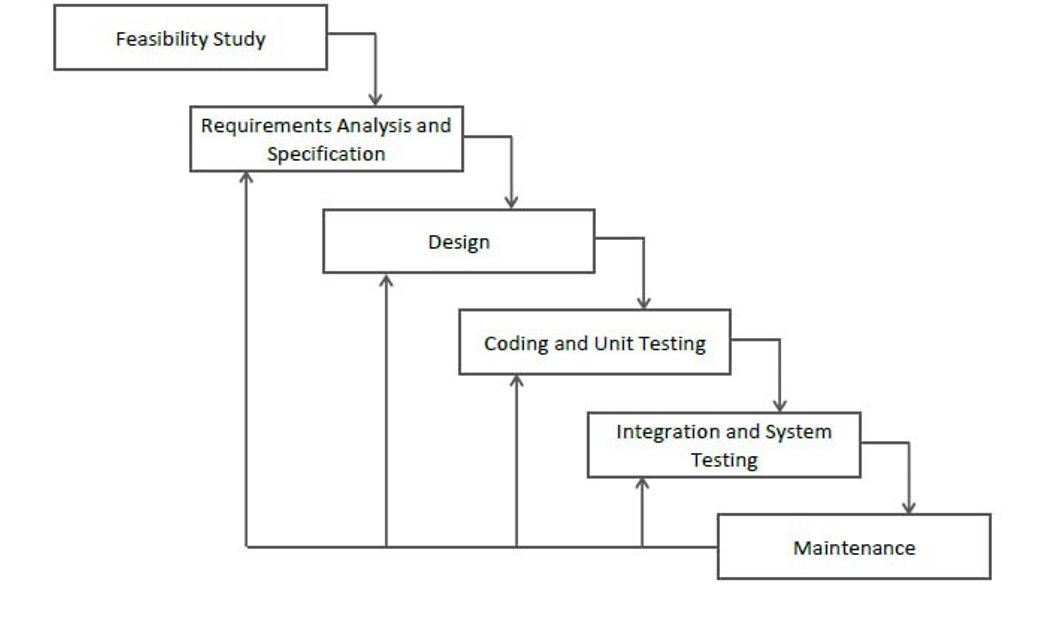 Feasibility Study
Requirements Analysis and
Specification
Design
Coding and Unit Testing
Integration and System
Testing
Maintenance